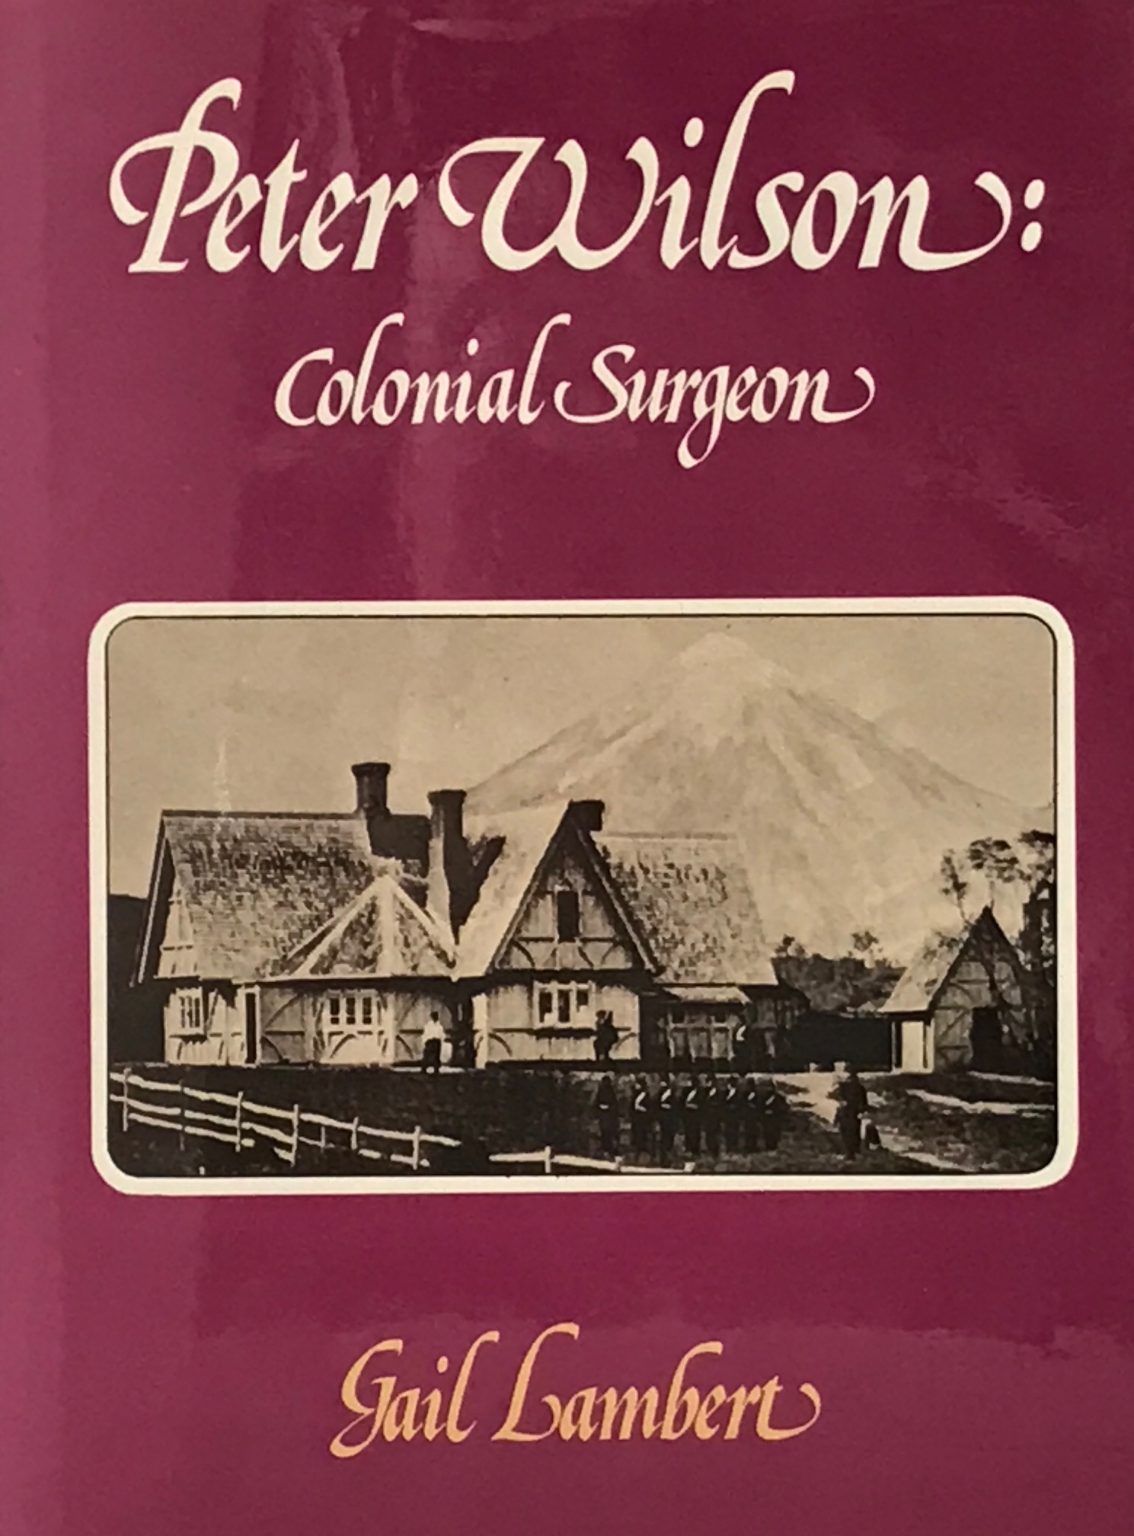 Peter Wilson:
Colonial Surgeon
Gail Lambert